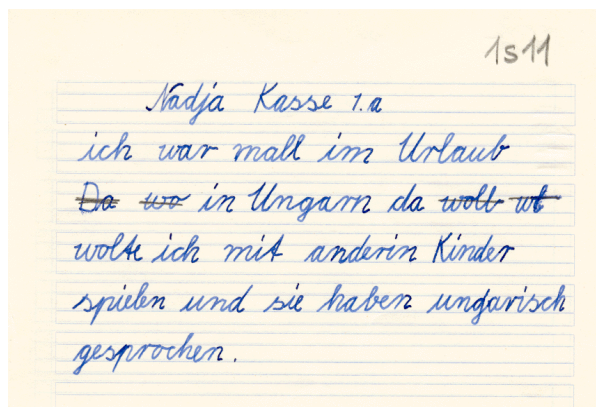 1s11
Nadja Kasse 1.a
ich war mall im Urlaub
Da wo in Ungarn da woll wt
wolte ich mit anderin Kinder
spielen und sie haben ungarisch
gesprochen.